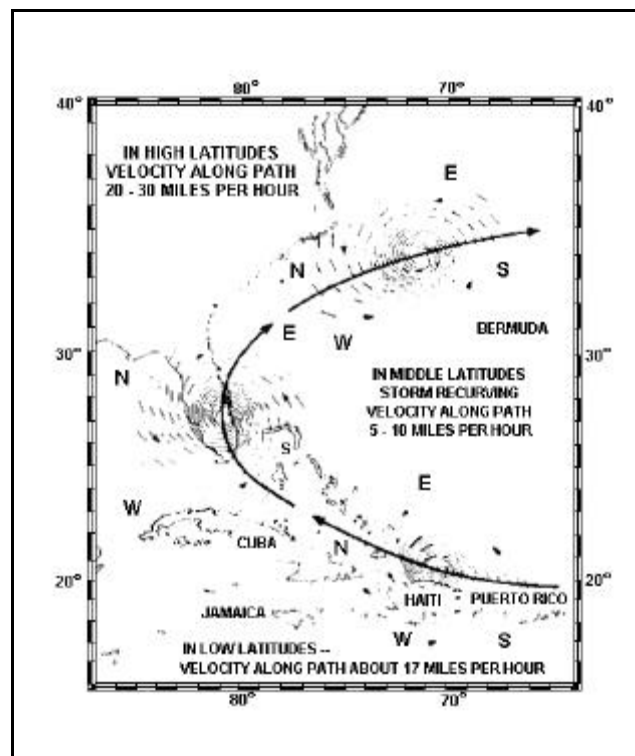 80° 70°
40° 40°
IN HIGH LATITUDES
VELOCITY ALONG PATH
20 - 30 MILES PER HOUR
E
N
S
BERMUDA
E
W
30° 30°
N
IN MIDDLE LATITUDES
STORM RECURVING
VELOCITY ALONG PATH
5 - 10 MILES PER HOUR
S
E
W
CUBA
N
20° 20°
HAITI PUERTO RICO
JAMAICA
W S
IN LOW LATITUDES --
VELOCITY ALONG PATH ABOUT 17 MILES PER HOUR
80° 70°